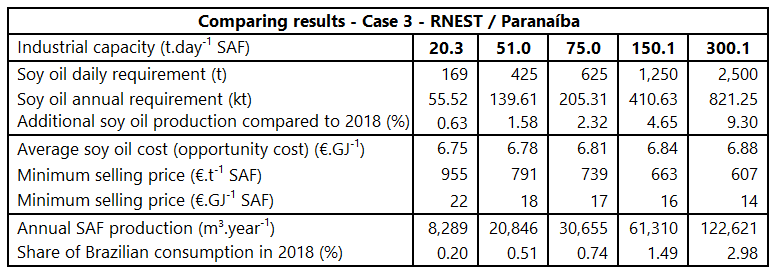 Comparing results - Case 3 - RNEST / Paranaíba
Industrial capacity (t.day⁻¹ SAF) 20.3 51.0 75.0 150.1 300.1
Soy oil daily requirement (t) 169 425 625 1,250 2,500
Soy oil annual requirement (kt) 55.52 139.61 205.31 410.63 821.25
Additional soy oil production compared to 2018 (%) 0.63 1.58 2.32 4.65 9.30
Average soy oil cost (opportunity cost) (€.GJ⁻¹) 6.75 6.78 6.81 6.84 6.88
Minimum selling price (€.t⁻¹ SAF) 955 791 739 663 607
Minimum selling price (€.GJ⁻¹ SAF) 22 18 17 16 14
Annual SAF production (m³.year⁻¹) 8,289 20,846 30,655 61,310 122,621
Share of Brazilian consumption in 2018 (%) 0.20 0.51 0.74 1.49 2.98